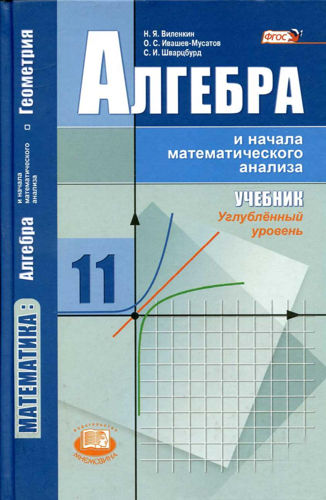 Н. Я. Виленкин
О. С. Ивашев-Мусатов
С. И. Шварцбурд
ФГОС
АЛГЕБРА
и начала
математического
анализа
УЧЕБНИК
Углублённый
уровень
11
ИЗДАТЕЛЬСТВО
МНЕМОЗИНА
МАТЕМАТИКА: Алгебра и начала математического анализа Геометрия